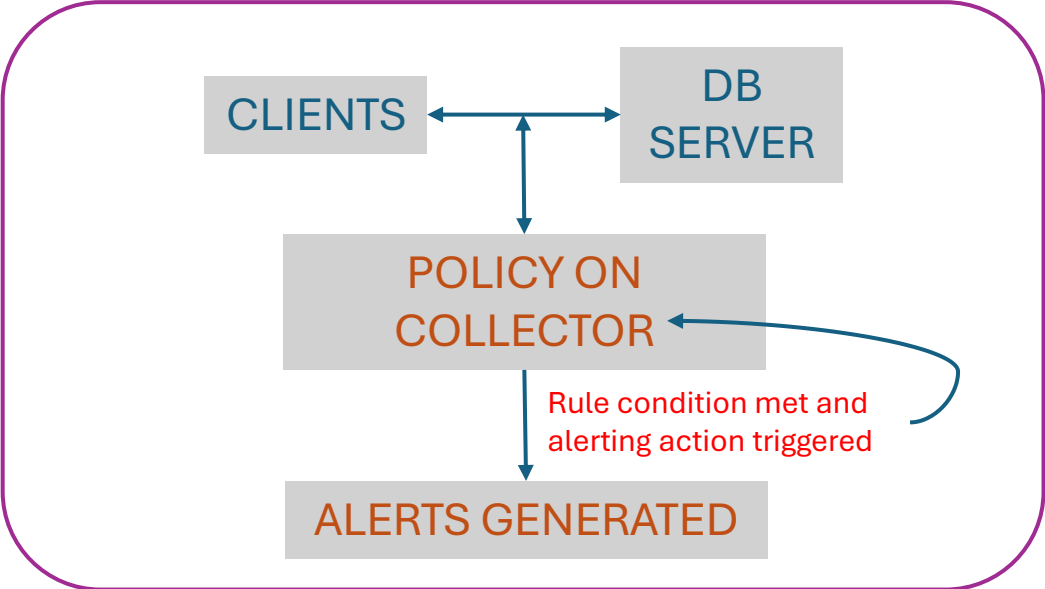 CLIENTS
DB
SERVER
POLICY ON
COLLECTOR
Rule condition met and
alerting action triggered
ALERTS GENERATED